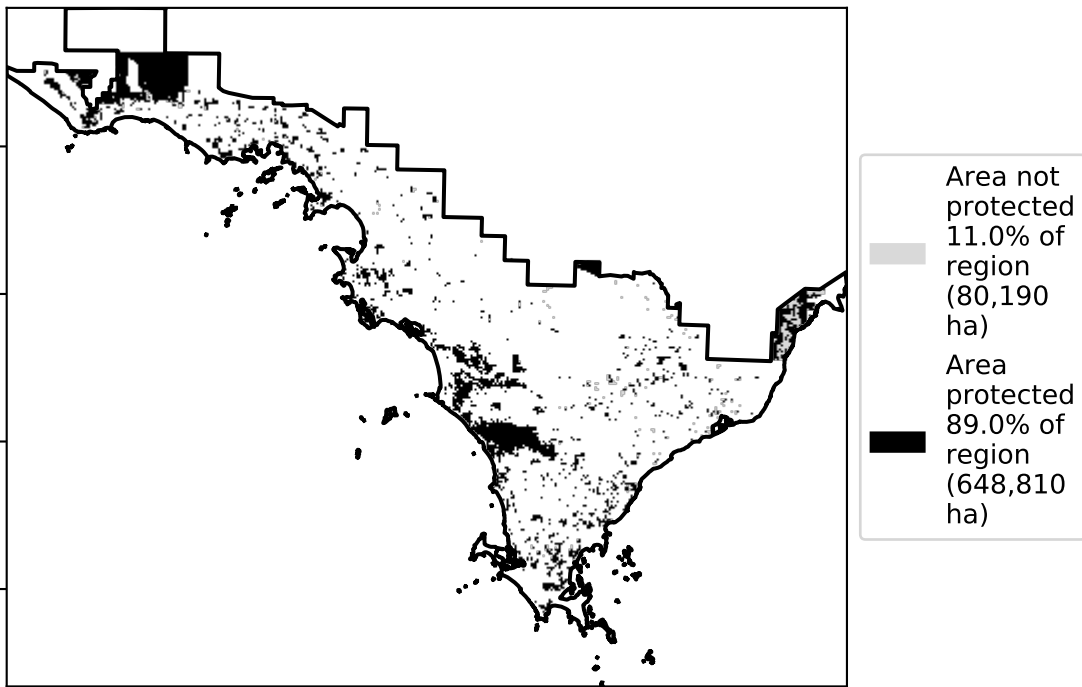 Area not
protected
11.0% of
region
(80,190
ha)
Area
protected
89.0% of
region
(648,810
ha)